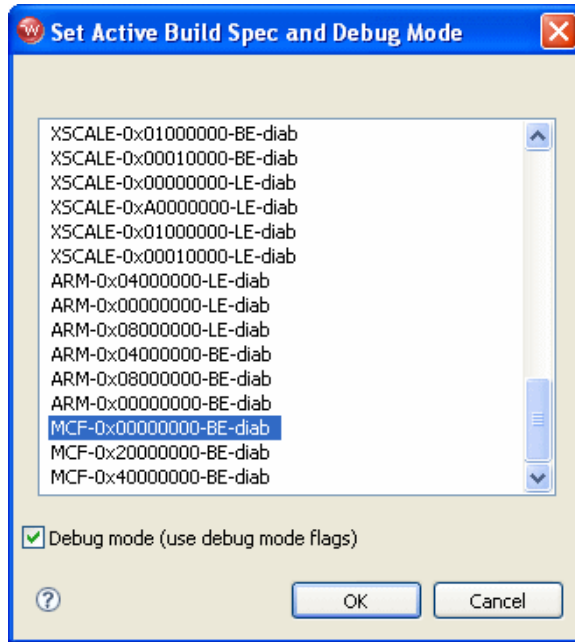 Set Active Build Spec and Debug Mode
XSCALE-0x01000000-BE-diab
XSCALE-0x00010000-BE-diab
XSCALE-0x00000000-LE-diab
XSCALE-0xA0000000-LE-diab
XSCALE-0x01000000-LE-diab
XSCALE-0x00010000-LE-diab
ARM-0x04000000-LE-diab
ARM-0x00000000-LE-diab
ARM-0x08000000-LE-diab
ARM-0x04000000-BE-diab
ARM-0x08000000-BE-diab
ARM-0x00000000-BE-diab
MCF-0x00000000-BE-diab
MCF-0x20000000-BE-diab
MCF-0x40000000-BE-diab
Debug mode (use debug mode flags)
? OK Cancel